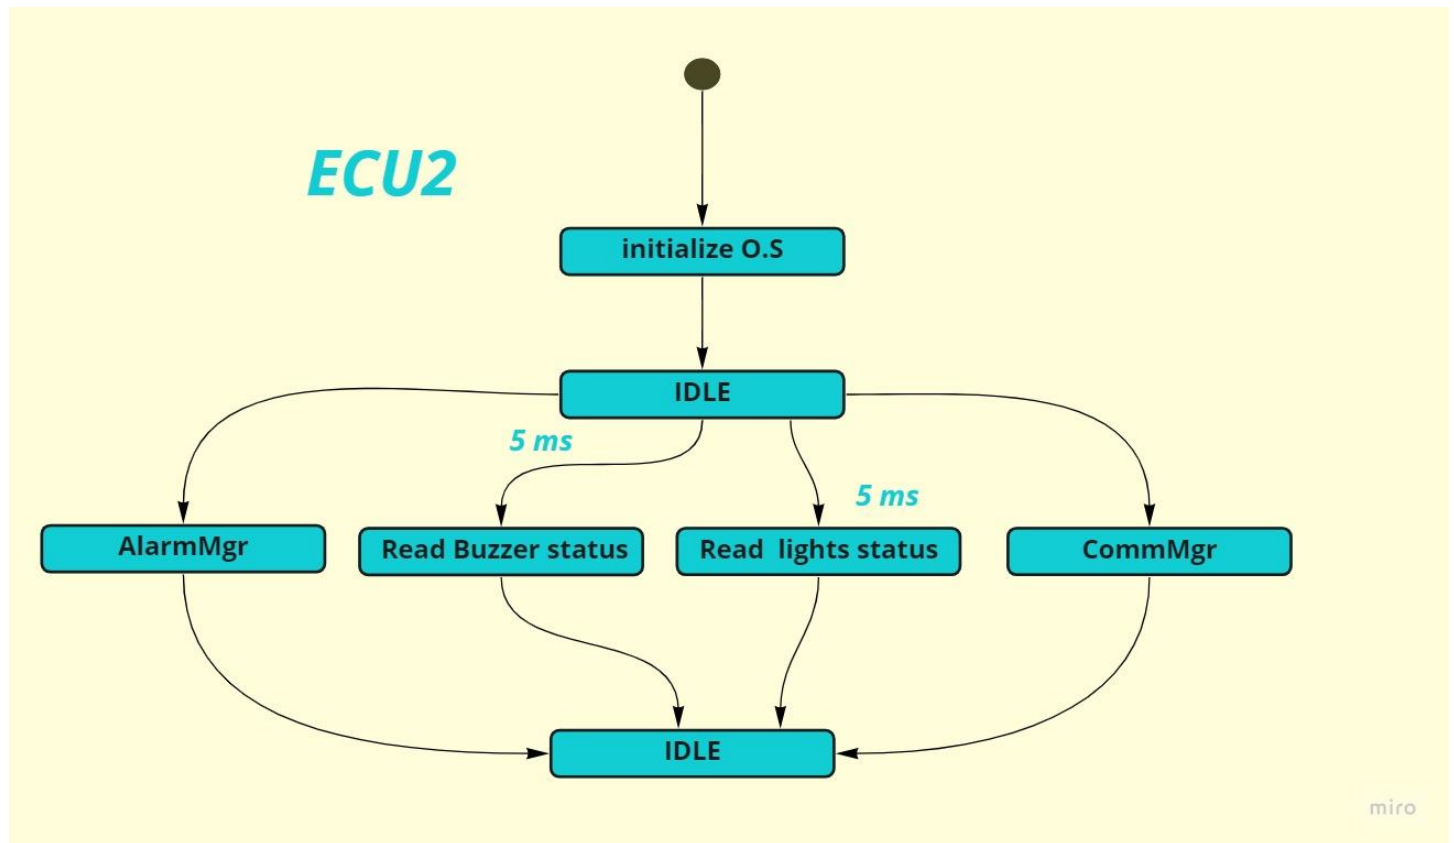 ECU2
initialize O.S
IDLE
5 ms
5 ms
AlarmMgr
Read Buzzer status
Read lights status
CommMgr
IDLE
miro